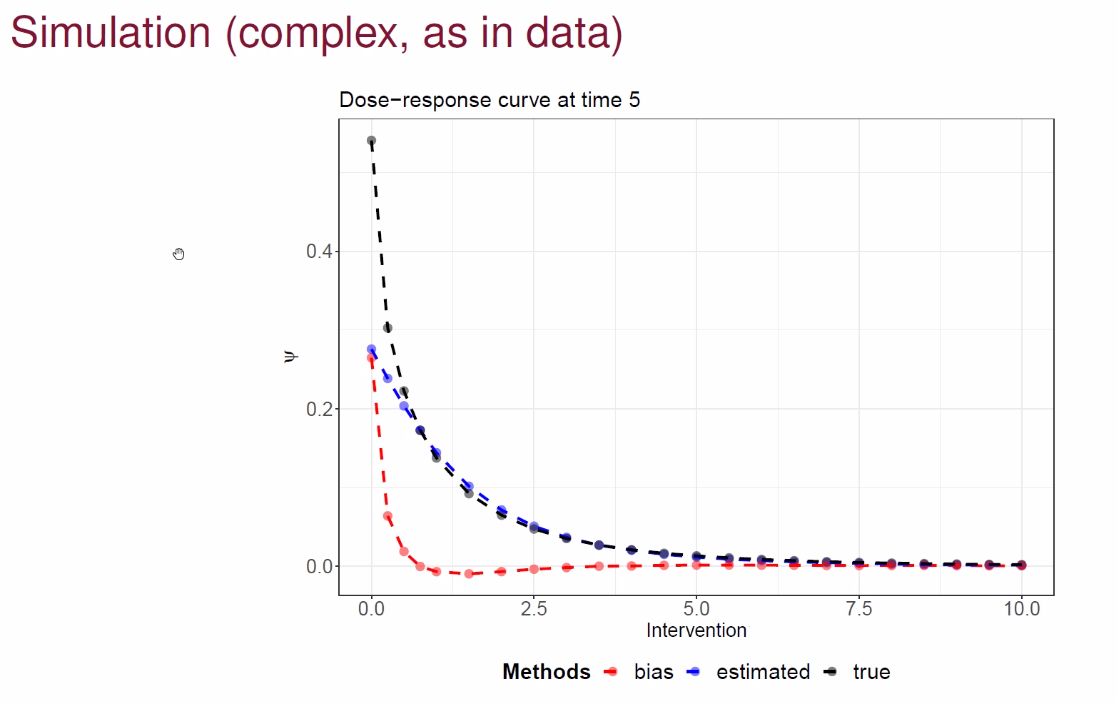 Simulation (complex, as in data)
Dose−response curve at time 5
ψ
0.4
0.2
0.0
0.0 2.5 5.0 7.5 10.0
Intervention
Methods bias estimated true